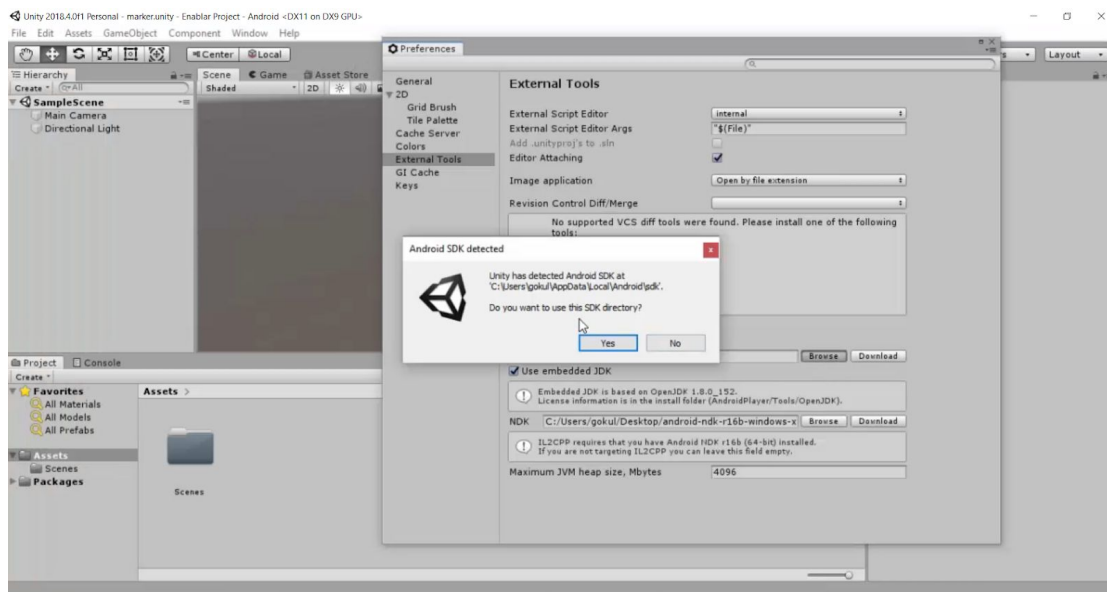 Unity 2018.4.0f1 Personal - marker.unity - Enablar Project - Android <DX11 on DX9 GPU>
File Edit Assets GameObject Component Window Help
Center Local
Layout
Hierarchy
Create All
SampleScene
Main Camera
Directional Light
Scene Game Asset Store
Shaded 2D
Preferences
General
2D
Grid Brush
Tile Palette
Cache Server
Colors
External Tools
GI Cache
Keys
External Tools
External Script Editor internal
External Script Editor Args "$(File)"
Add .unityproj's to .sln
Editor Attaching
Image application Open by file extension
Revision Control Diff/Merge
No supported VCS diff tools were found. Please install one of the following
tools:
Android SDK detected
Unity has detected Android SDK at
'C:\Users\gokul\AppData\Local\Android\sdk'.
Do you want to use this SDK directory?
Yes No
Browse Download
Use embedded JDK
Embedded JDK is based on OpenJDK 1.8.0_152.
License information is in the install folder (AndroidPlayer/Tools/OpenJDK).
NDK C:/Users/gokul/Desktop/android-ndk-r16b-windows-x Browse Download
IL2CPP requires that you have Android NDK r16b (64-bit) installed.
If you are not targeting IL2CPP you can leave this field empty.
Maximum JVM heap size, Mbytes 4096
Project Console
Create
Favorites
All Materials
All Models
All Prefabs
Assets
Scenes
Packages
Assets >
Scenes